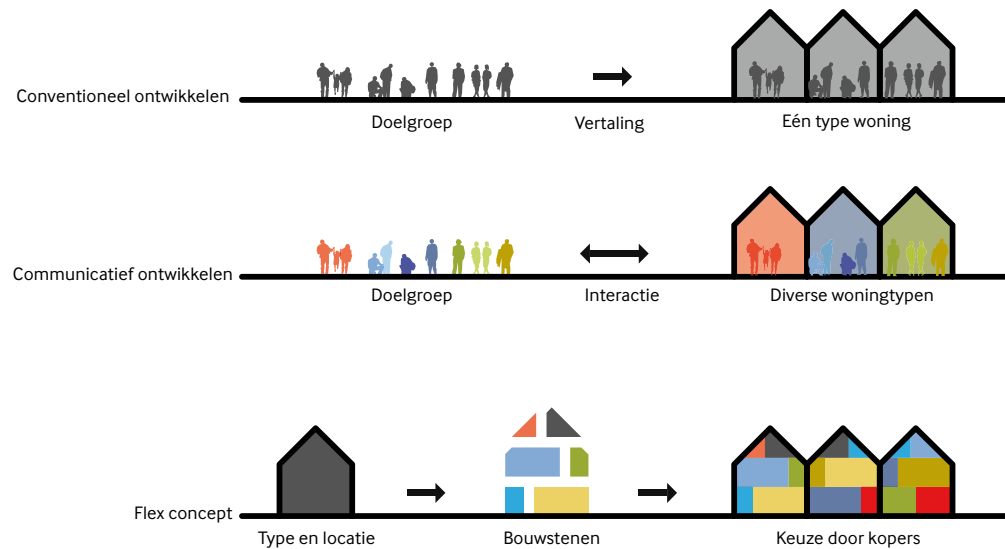 Conventioneel ontwikkelen
Doelgroep
Vertaling
Eén type woning
Communicatief ontwikkelen
Doelgroep
Interactie
Diverse woningtypen
Flex concept
Type en locatie
Bouwstenen
Keuze door kopers